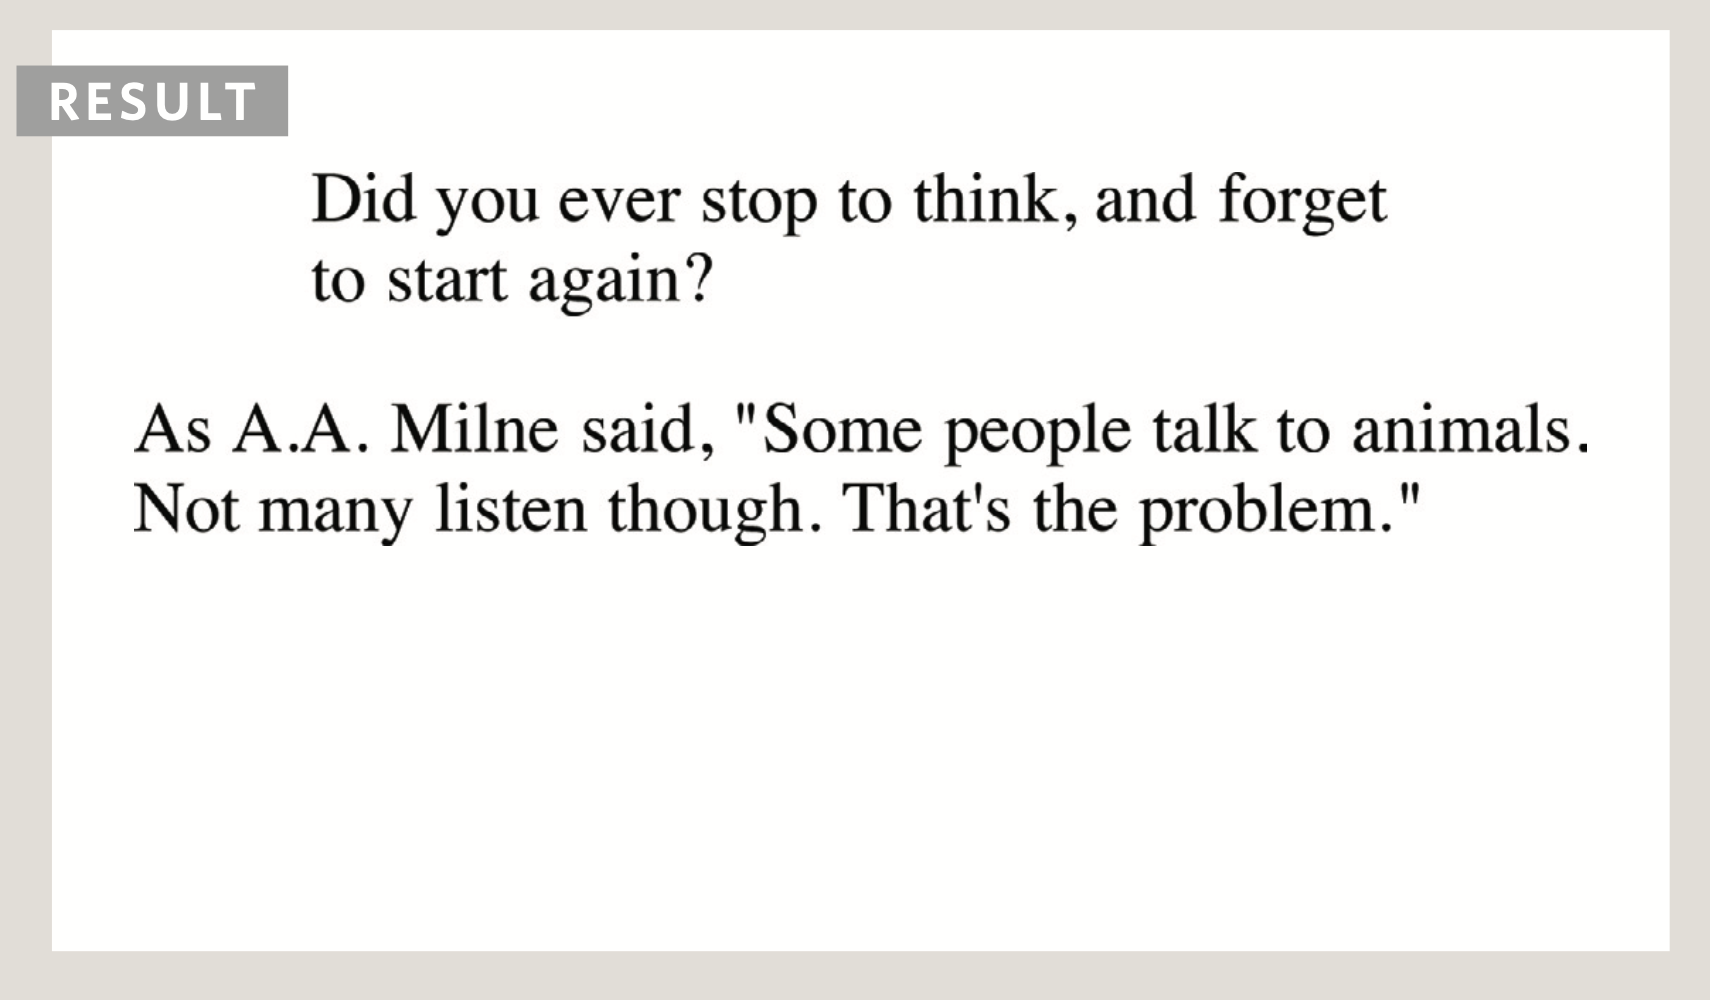 RESULT
Did you ever stop to think, and forget
to start again?
As A.A. Milne said, "Some people talk to animals.
Not many listen though. That's the problem."